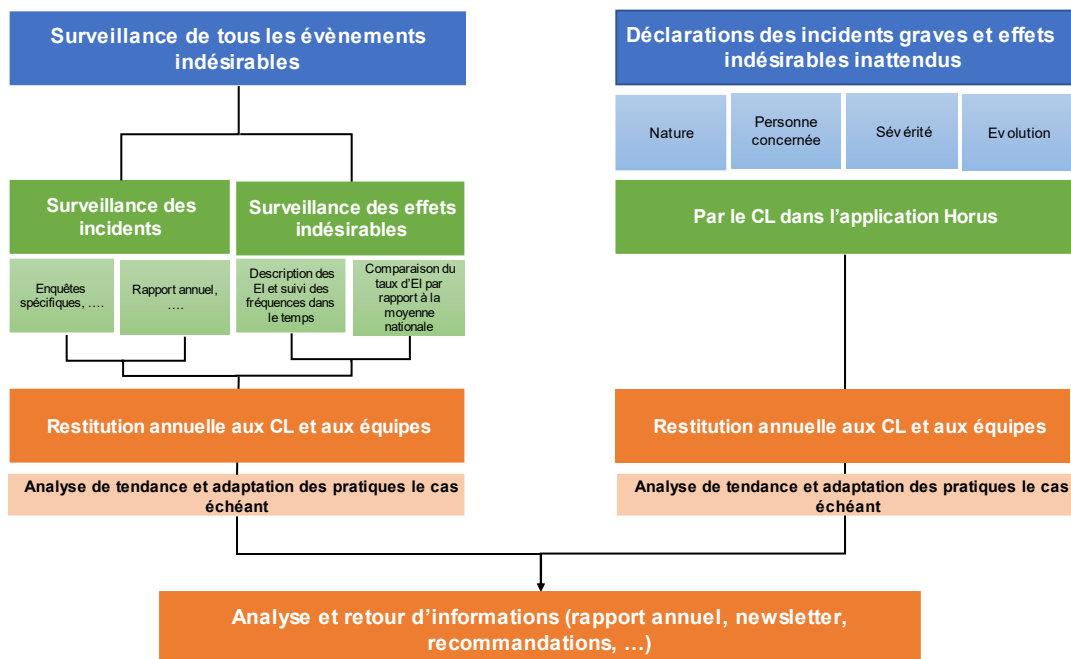 Surveillance de tous les évènements
indésirables
Déclarations des incidents graves et effets
indésirables inattendus
Nature
Personne
concernée
Sévérité
Evolution
Surveillance des
incidents
Surveillance des effets
indésirables
Par le CL dans l’application Horus
Enquêtes
spécifiques, ….
Rapport annuel,
….
Description des
EI et suivi des
fréquences dans
le temps
Comparaison du
taux d’EI par
rapport à la
moyenne
nationale
Restitution annuelle aux CL et aux équipes
Restitution annuelle aux CL et aux équipes
Analyse de tendance et adaptation des pratiques le cas
échéant
Analyse de tendance et adaptation des pratiques le cas
échéant
Analyse et retour d’informations (rapport annuel, newsletter,
recommandations, …)